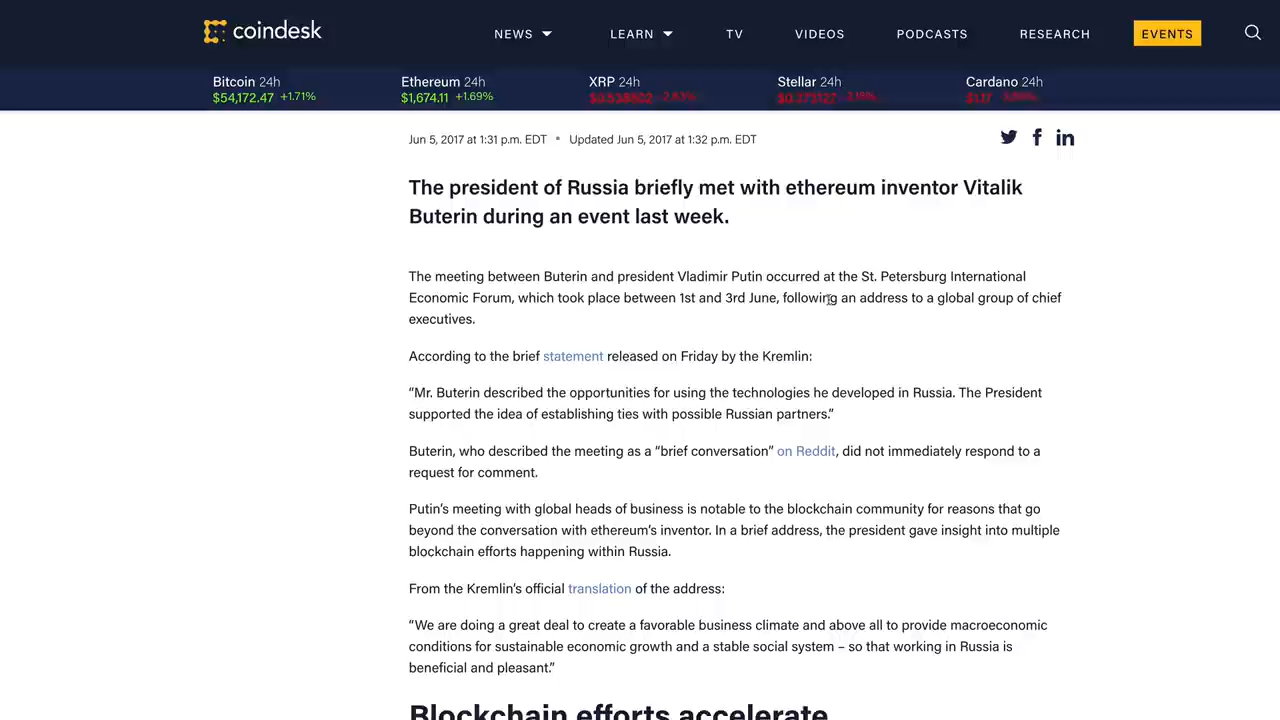 coindesk
NEWS
LEARN
TV
VIDEOS
PODCASTS
RESEARCH
EVENTS
Bitcoin 24h
$54,172.47 +1.71%
Ethereum 24h
$1,674.11 +1.69%
XRP 24h
Stellar 24h
Cardano 24h
Jun 5, 2017 at 1:31 p.m. EDT
Updated Jun 5, 2017 at 1:32 p.m. EDT
The president of Russia briefly met with ethereum inventor Vitalik
Buterin during an event last week.
The meeting between Buterin and president Vladimir Putin occurred at the St. Petersburg International
Economic Forum, which took place between 1st and 3rd June, following an address to a global group of chief
executives.
According to the brief statement released on Friday by the Kremlin:
“Mr. Buterin described the opportunities for using the technologies he developed in Russia. The President
supported the idea of establishing ties with possible Russian partners.”
Buterin, who described the meeting as a “brief conversation” on Reddit, did not immediately respond to a
request for comment.
Putin’s meeting with global heads of business is notable to the blockchain community for reasons that go
beyond the conversation with ethereum’s inventor. In a brief address, the president gave insight into multiple
blockchain efforts happening within Russia.
From the Kremlin’s official translation of the address:
“We are doing a great deal to create a favorable business climate and above all to provide macroeconomic
conditions for sustainable economic growth and a stable social system – so that working in Russia is
beneficial and pleasant.”
Blockchain efforts accelerate